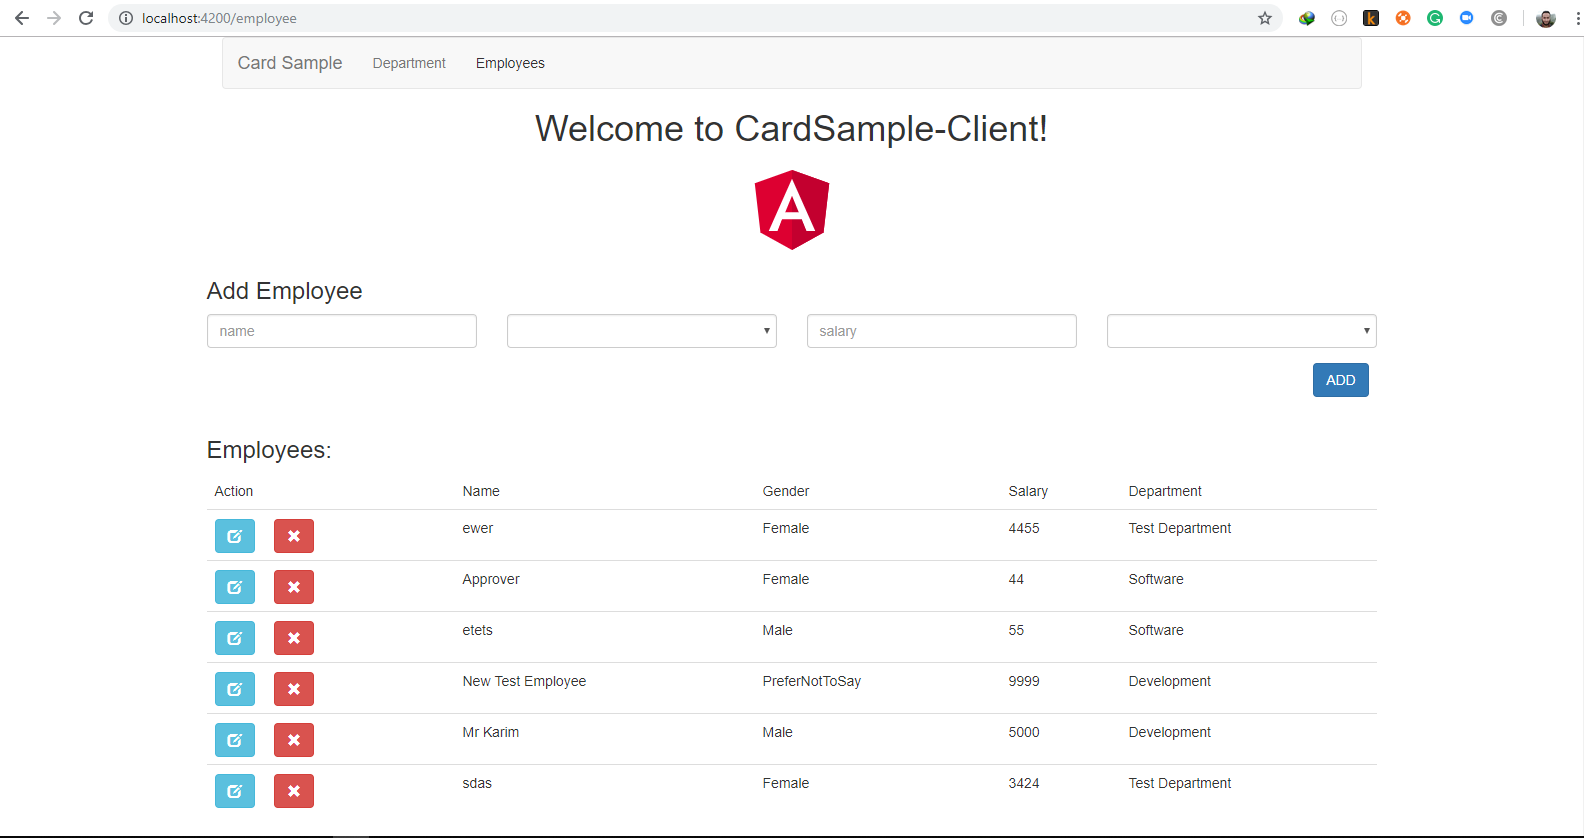 localhost:4200/employee
Card Sample Department Employees
Welcome to CardSample-Client!
A
Add Employee
name salary
ADD
Employees:
Action Name Gender Salary Department
ewer Female 4455 Test Department
Approver Female 44 Software
etets Male 55 Software
New Test Employee PreferNotToSay 9999 Development
Mr Karim Male 5000 Development
sdas Female 3424 Test Department